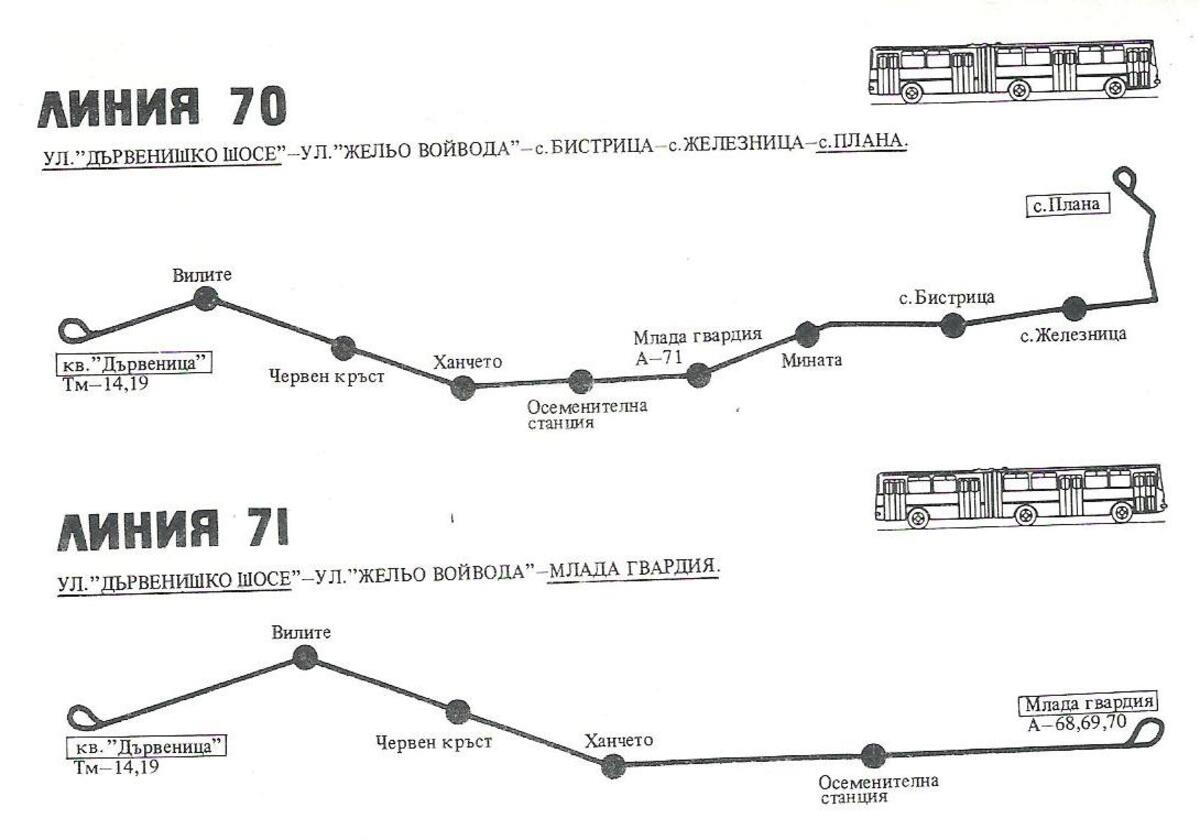 ЛИНИЯ 70
УЛ."ДЪРВЕНИШКО ШОСЕ"–УЛ."ЖЕЛЬО ВОЙВОДА"–с.БИСТРИЦА–с.ЖЕЛЕЗНИЦА–с.ПЛАНА.
с.Плана
Вилите
с.Бистрица
Млада гвардия
А–71
с.Железница
кв."Дървеница"
Тм–14,19
Червен кръст
Ханчето
Мината
Осеменителна
станция
ЛИНИЯ 71
УЛ."ДЪРВЕНИШКО ШОСЕ"–УЛ."ЖЕЛЬО ВОЙВОДА"–МЛАДА ГВАРДИЯ.
Вилите
Млада гвардия
А–68,69,70
кв."Дървеница"
Тм–14,19
Червен кръст
Ханчето
Осеменителна
станция